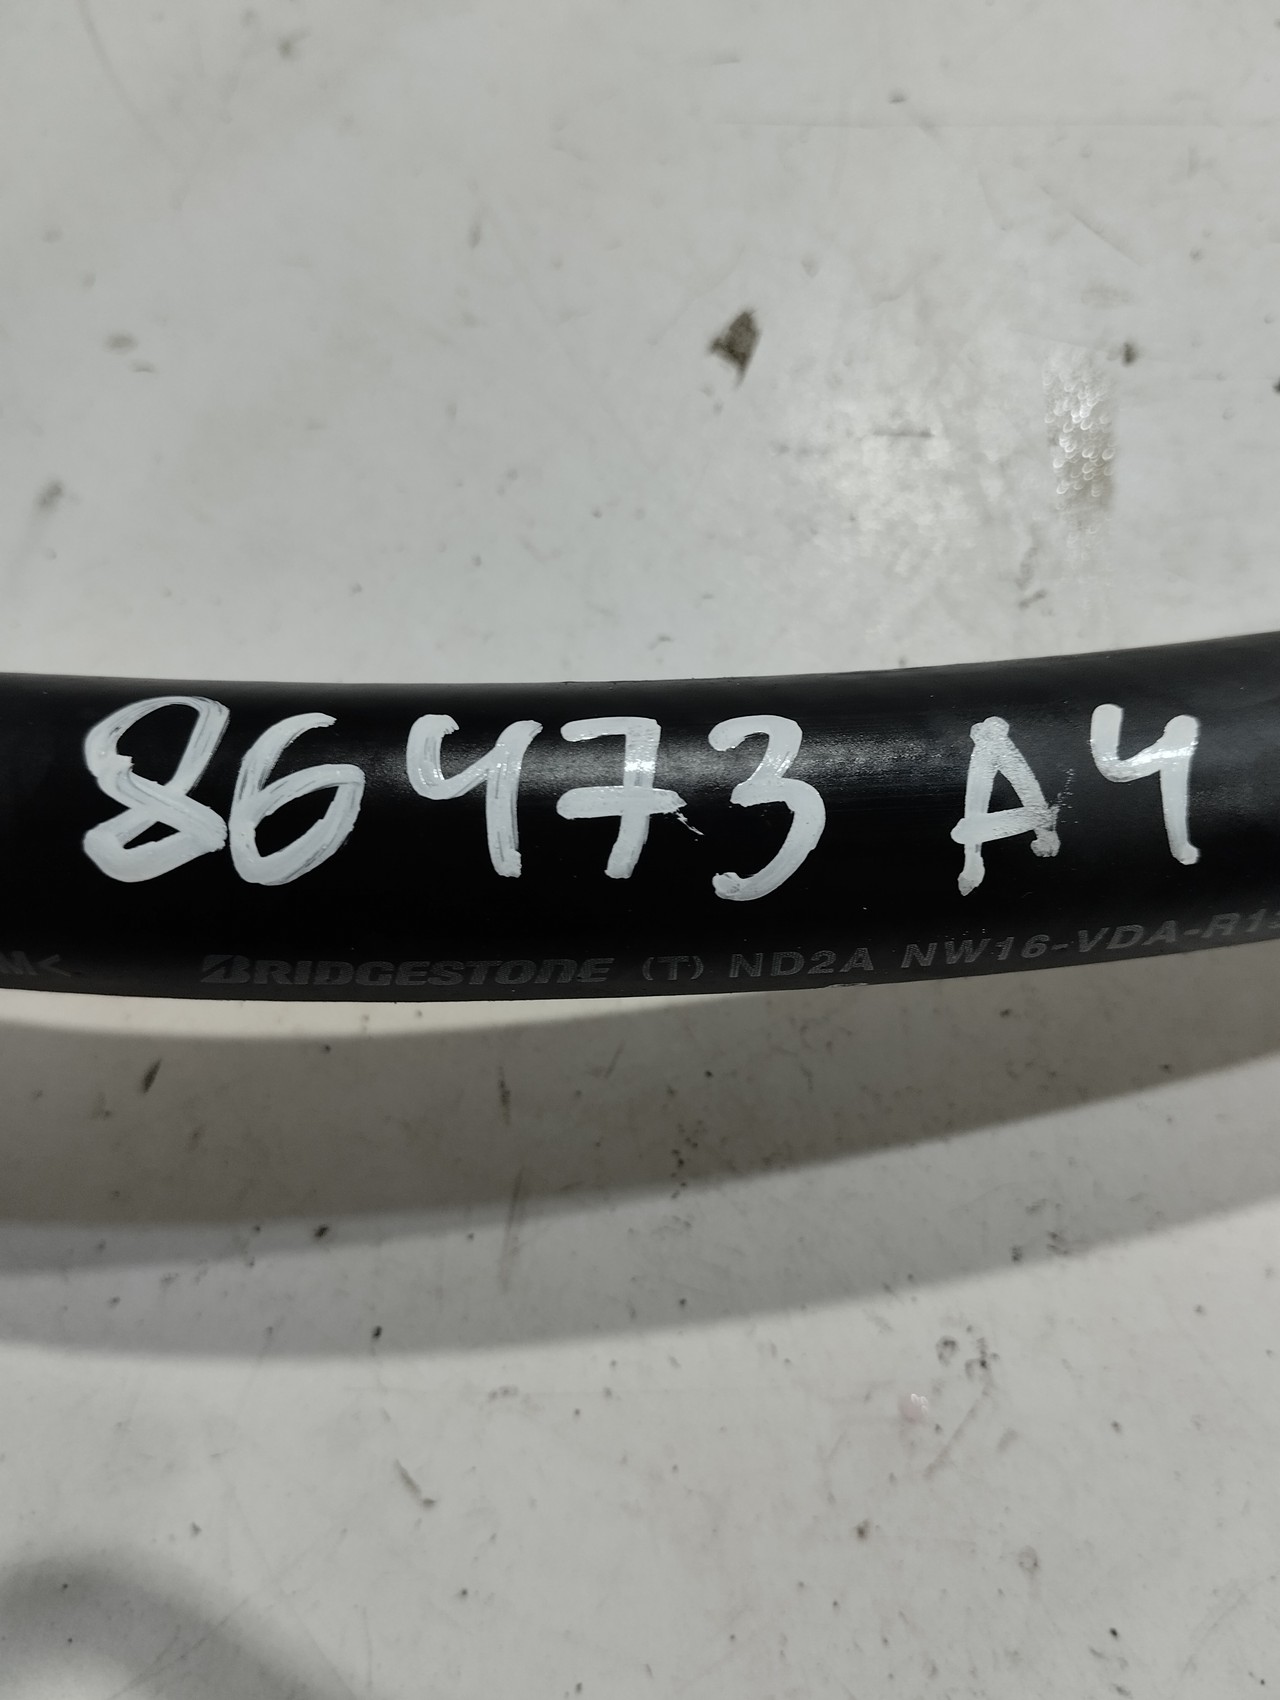 86473 A4
M< BRIDGESTONE (T) ND2A NW16-VDA-R1